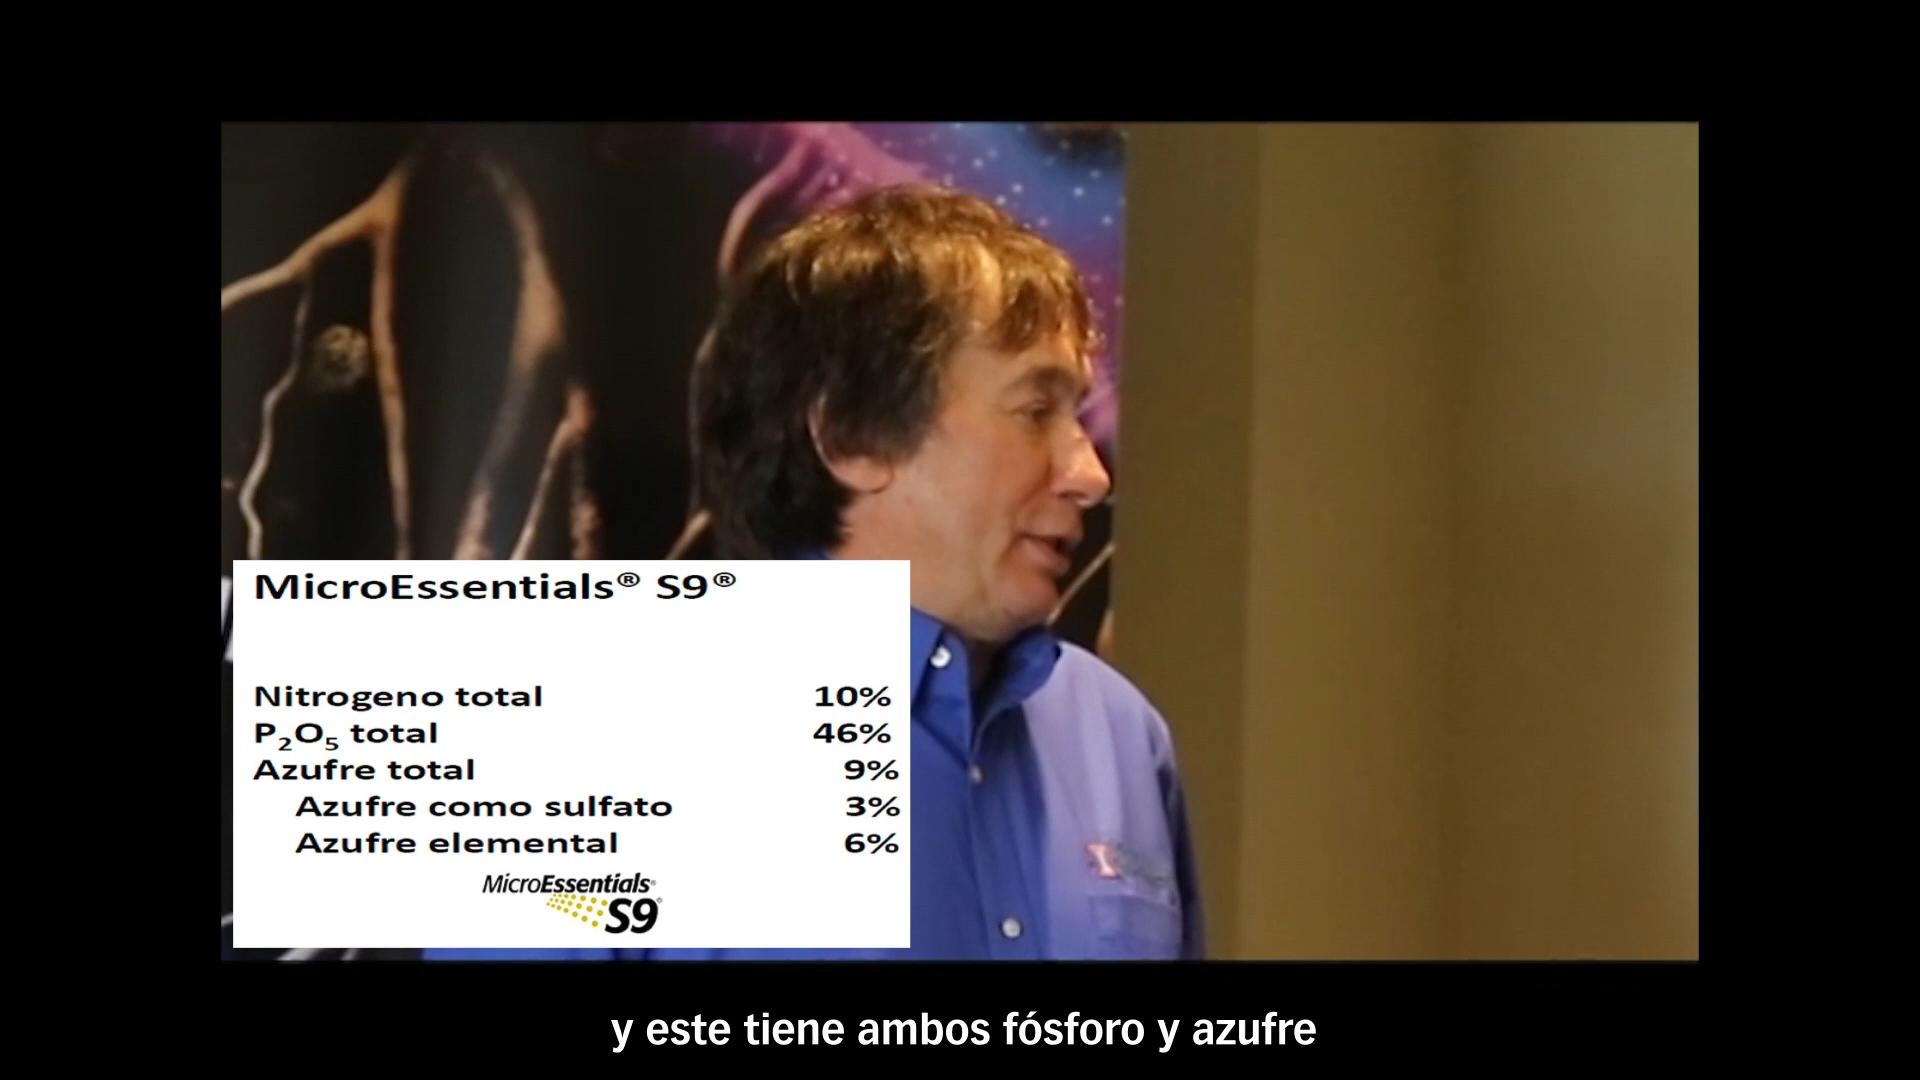 MicroEssentials® S9®
Nitrogeno total 10%
P₂O₅ total 46%
Azufre total 9%
Azufre como sulfato 3%
Azufre elemental 6%
MicroEssentials®
S9®
y este tiene ambos fósforo y azufre